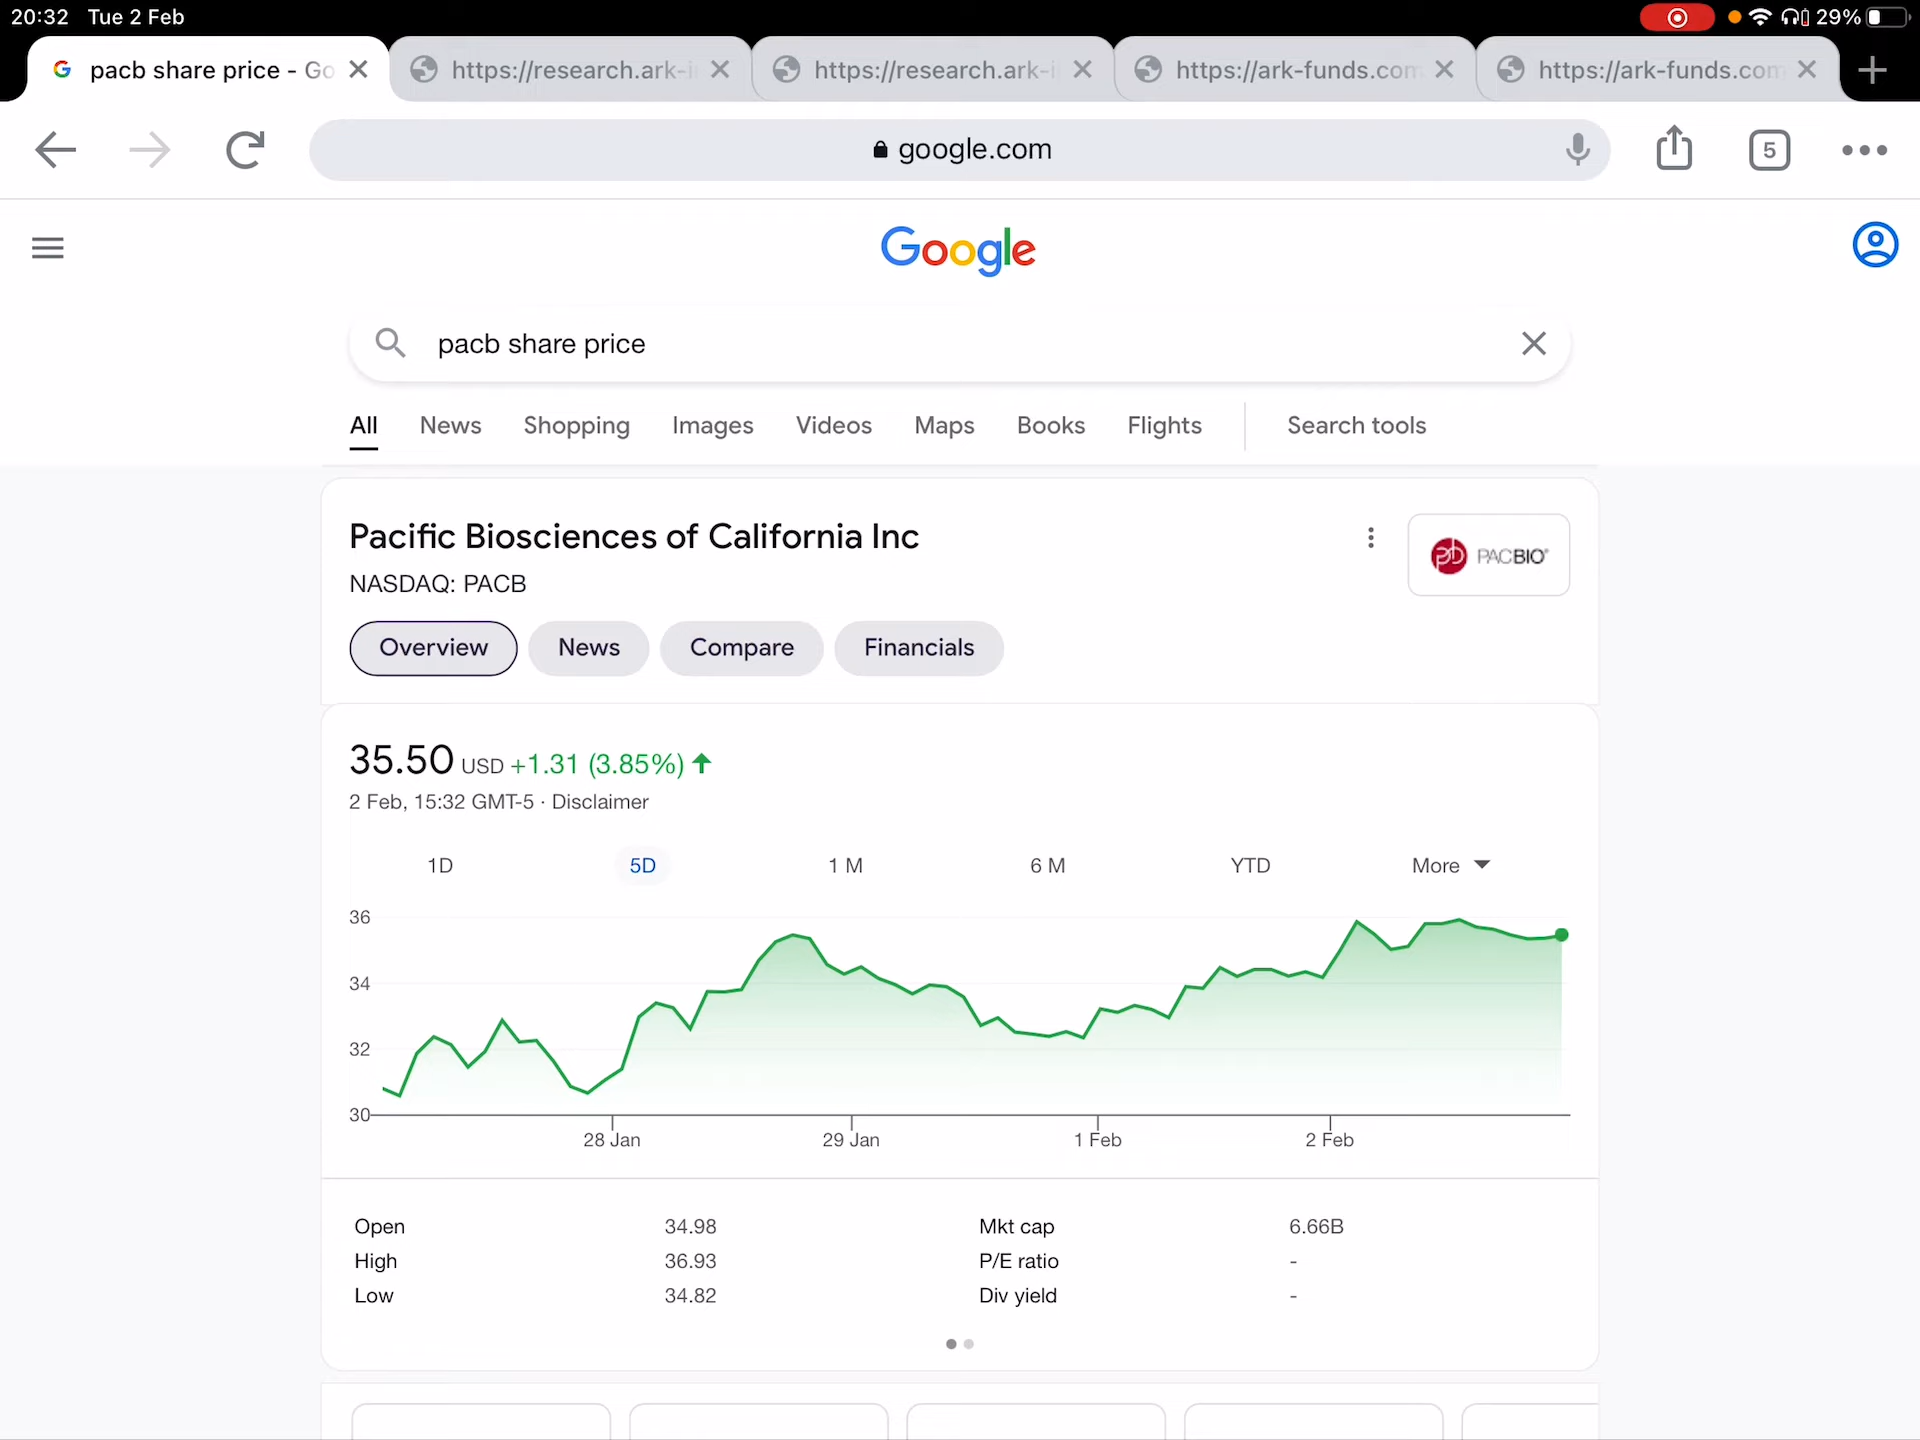 20:32 Tue 2 Feb
29%
pacb share price - Go
https://research.ark-i
https://research.ark-i
https://ark-funds.com
https://ark-funds.com
google.com
5
Google
pacb share price
All News Shopping Images Videos Maps Books Flights Search tools
Pacific Biosciences of California Inc
NASDAQ: PACB
PACBIO
Overview News Compare Financials
35.50 USD +1.31 (3.85%)
2 Feb, 15:32 GMT-5 · Disclaimer
1D 5D 1 M 6 M YTD More
36
34
32
30
28 Jan 29 Jan 1 Feb 2 Feb
Open 34.98 Mkt cap 6.66B
High 36.93 P/E ratio -
Low 34.82 Div yield -